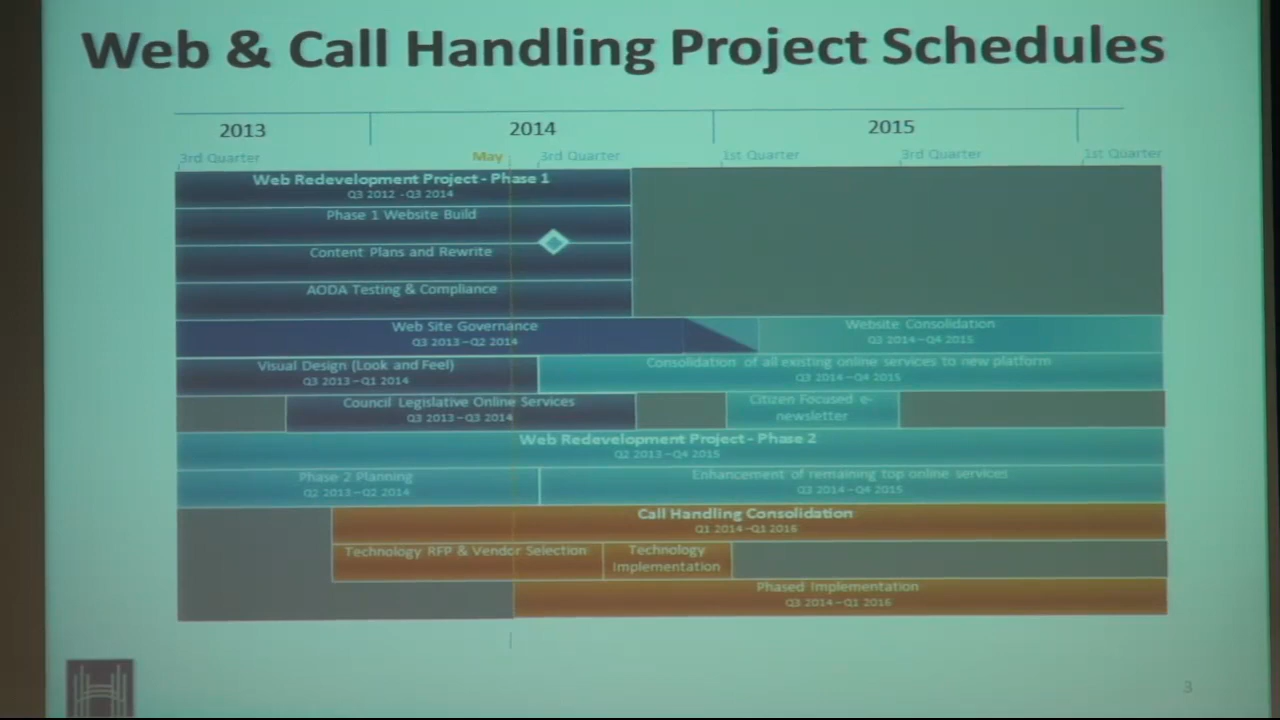 Web & Call Handling Project Schedules
2013 2014 2015
3rd Quarter May 3rd Quarter 1st Quarter 3rd Quarter 1st Quarter
Web Redevelopment Project - Phase 1
Q3 2012 - Q3 2014
Phase 1 Website Build
Content Plans and Rewrite
AODA Testing & Compliance
Web Site Governance
Q3 2013 - Q2 2014
Website Consolidation
Q3 2014 - Q4 2015
Visual Design (Look and Feel)
Q3 2013 - Q1 2014
Consolidation of all existing online services to new platform
Q3 2014 - Q4 2015
Council Legislative Online Services
Q3 2013 - Q3 2014
Citizen Focused e-
newsletter
Web Redevelopment Project - Phase 2
Q2 2013 - Q4 2015
Phase 2 Planning
Q2 2013 - Q2 2014
Enhancement of remaining top online services
Q3 2014 - Q4 2015
Call Handling Consolidation
Q1 2014 - Q1 2016
Technology RFP & Vendor Selection
Technology
Implementation
Phased Implementation
Q3 2014 - Q1 2016
3